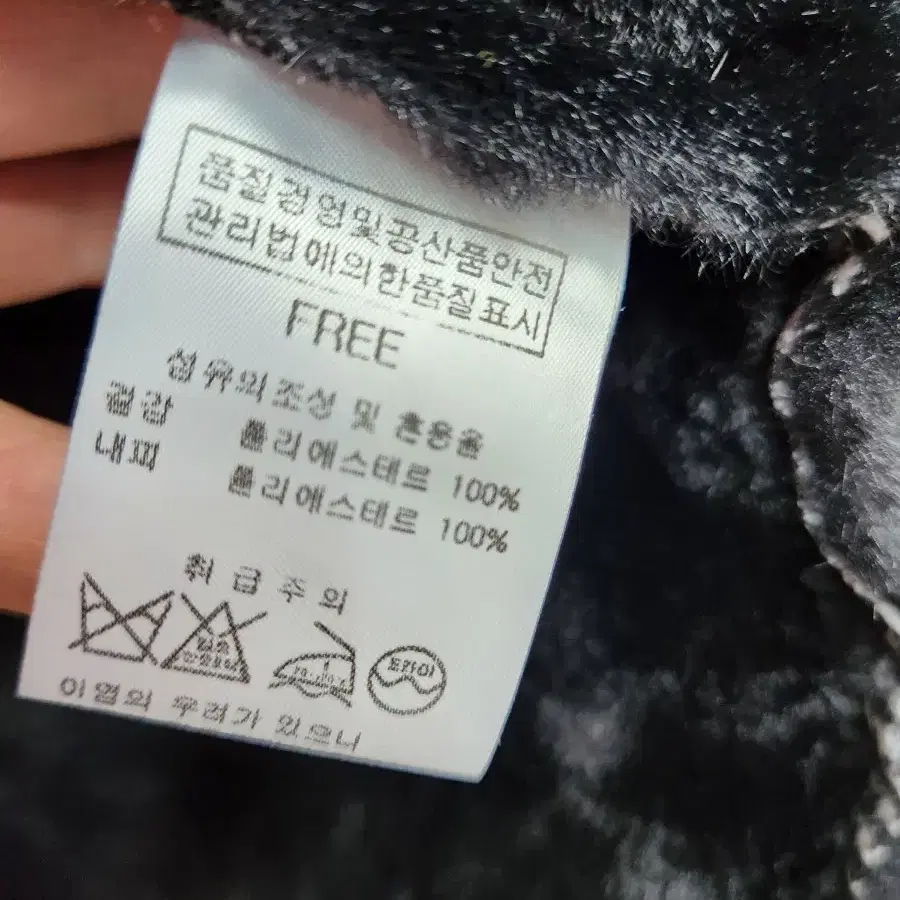 품질경영및공산품안전
관리법에의한품질표시
FREE
섬유의조성 및 혼용율
겉감 폴리에스테르 100%
내피 폴리에스테르 100%
취급주의
드라이
이염의 우려가 있으니